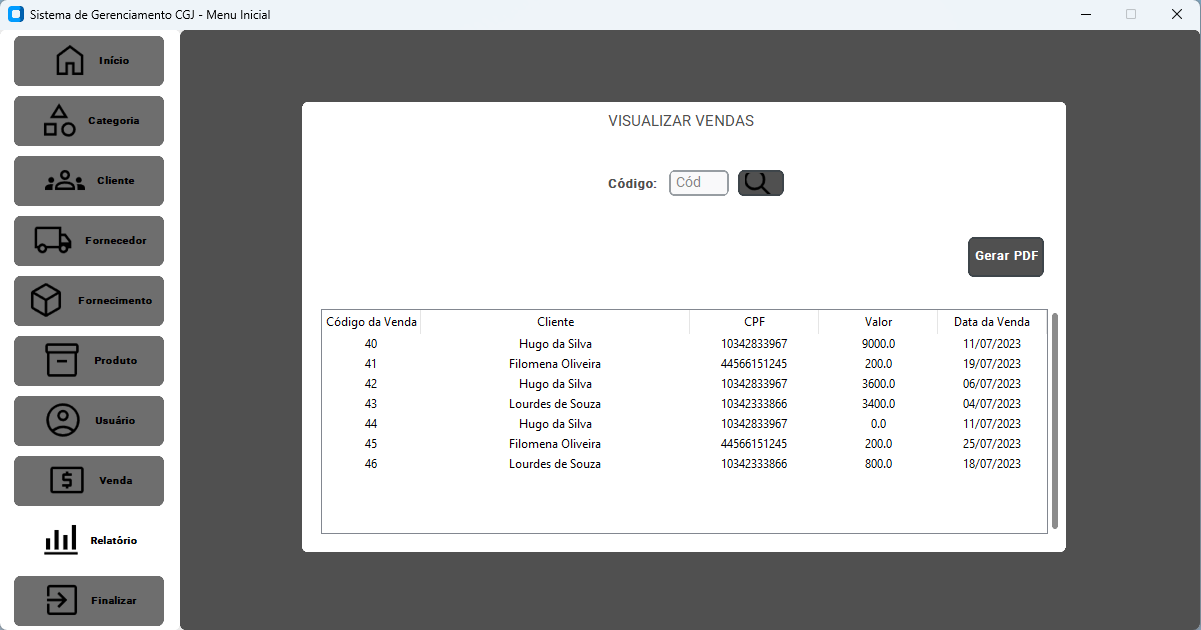 Sistema de Gerenciamento CGJ - Menu Inicial
Início
Categoria
Cliente
Fornecedor
Fornecimento
Produto
Usuário
Venda
Relatório
Finalizar
VISUALIZAR VENDAS
Código: Cód
Gerar PDF
Código da Venda Cliente CPF Valor Data da Venda
40 Hugo da Silva 10342833967 9000.0 11/07/2023
41 Filomena Oliveira 44566151245 200.0 19/07/2023
42 Hugo da Silva 10342833967 3600.0 06/07/2023
43 Lourdes de Souza 10342333866 3400.0 04/07/2023
44 Hugo da Silva 10342833967 0.0 11/07/2023
45 Filomena Oliveira 44566151245 200.0 25/07/2023
46 Lourdes de Souza 10342333866 800.0 18/07/2023